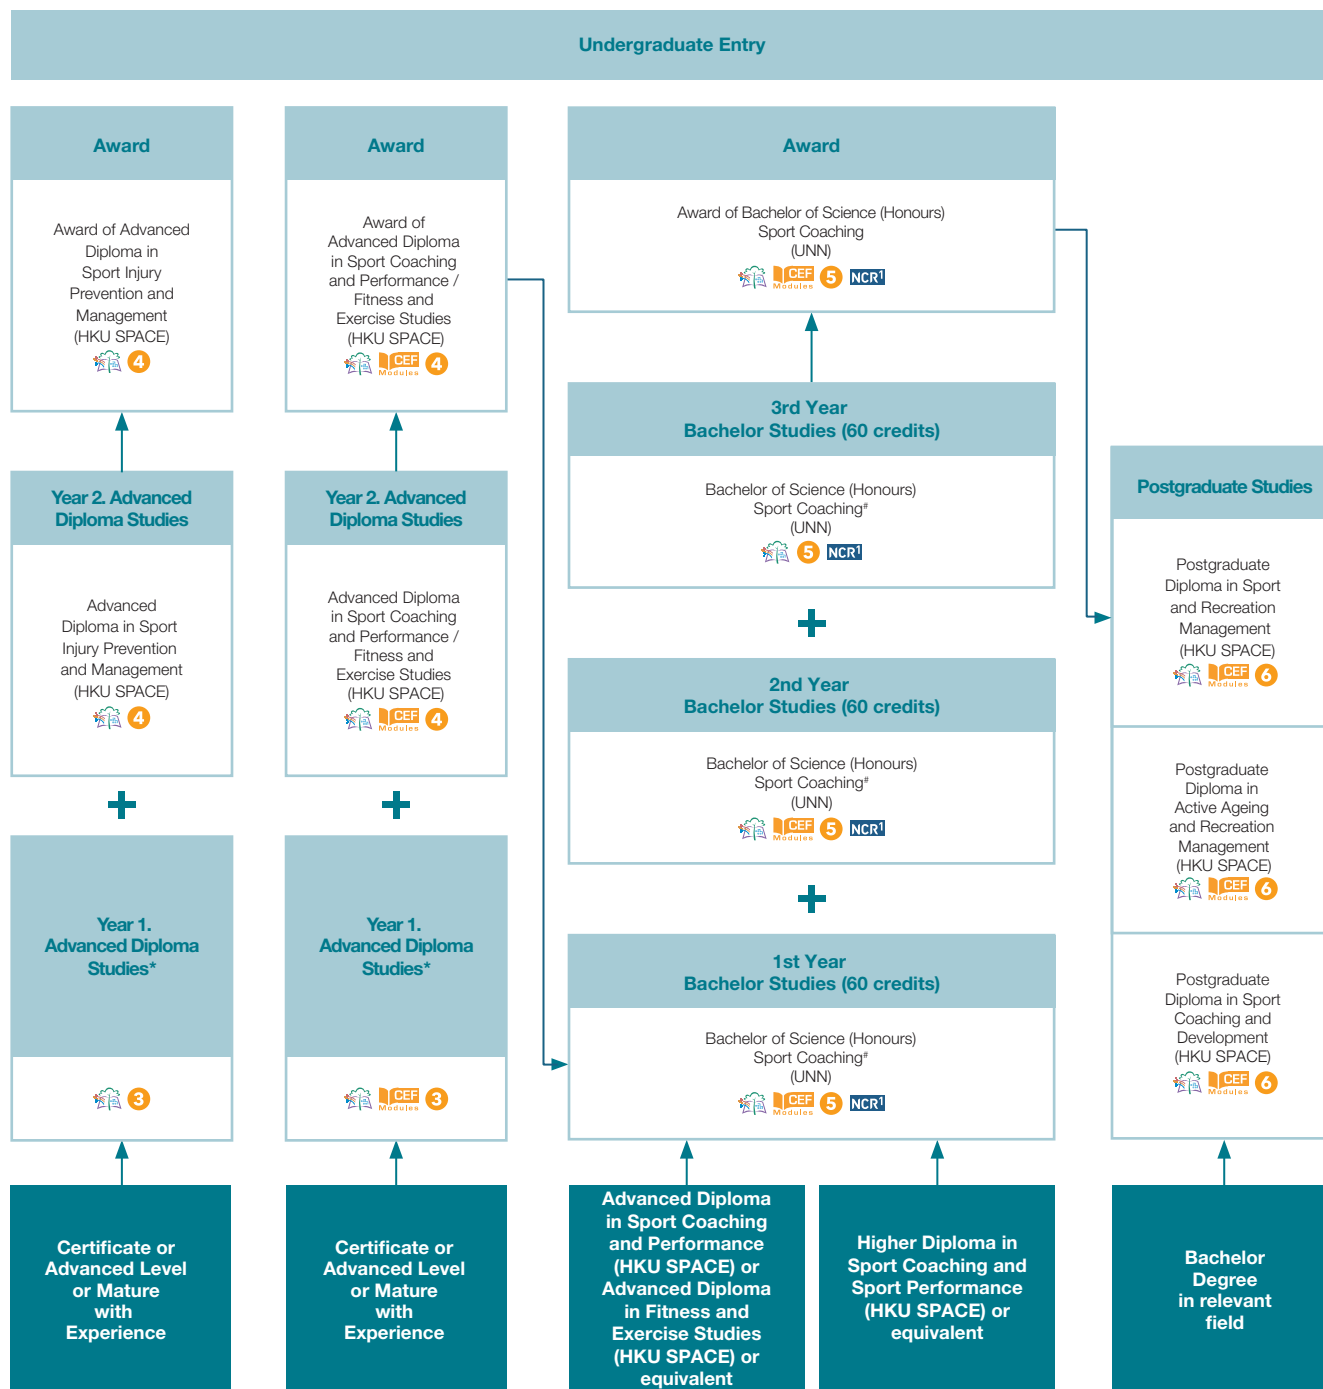 Undergraduate Entry
Award
Award of Advanced
Diploma in
Sport Injury
Prevention and
Management
(HKU SPACE)
4
Year 2. Advanced
Diploma Studies
Advanced
Diploma in Sport
Injury Prevention
and Management
(HKU SPACE)
4
Year 1.
Advanced Diploma
Studies*
3
Certificate or
Advanced Level
or Mature
with
Experience
Award
Award of
Advanced Diploma
in Sport Coaching
and Performance /
Fitness and
Exercise Studies
(HKU SPACE)
CEF
Modules
4
Year 2. Advanced
Diploma Studies
Advanced Diploma
in Sport Coaching
and Performance /
Fitness and
Exercise Studies
(HKU SPACE)
CEF
Modules
4
Year 1.
Advanced Diploma
Studies*
CEF
Modules
3
Certificate or
Advanced Level
or Mature
with
Experience
Award
Award of Bachelor of Science (Honours)
Sport Coaching
(UNN)
CEF
Modules
5 NCR1
3rd Year
Bachelor Studies (60 credits)
Bachelor of Science (Honours)
Sport Coaching#
(UNN)
5 NCR1
2nd Year
Bachelor Studies (60 credits)
Bachelor of Science (Honours)
Sport Coaching#
(UNN)
CEF
Modules
5 NCR1
1st Year
Bachelor Studies (60 credits)
Bachelor of Science (Honours)
Sport Coaching#
(UNN)
CEF
Modules
5 NCR1
Advanced Diploma
in Sport Coaching
and Performance
(HKU SPACE) or
Advanced Diploma
in Fitness and
Exercise Studies
(HKU SPACE) or
equivalent
Higher Diploma in
Sport Coaching and
Sport Performance
(HKU SPACE) or
equivalent
Postgraduate Studies
Postgraduate
Diploma in Sport
and Recreation
Management
(HKU SPACE)
CEF
Modules
6
Postgraduate
Diploma in
Active Ageing
and Recreation
Management
(HKU SPACE)
CEF
Modules
6
Postgraduate
Diploma in Sport
Coaching and
Development
(HKU SPACE)
CEF
Modules
6
Bachelor
Degree
in relevant
field